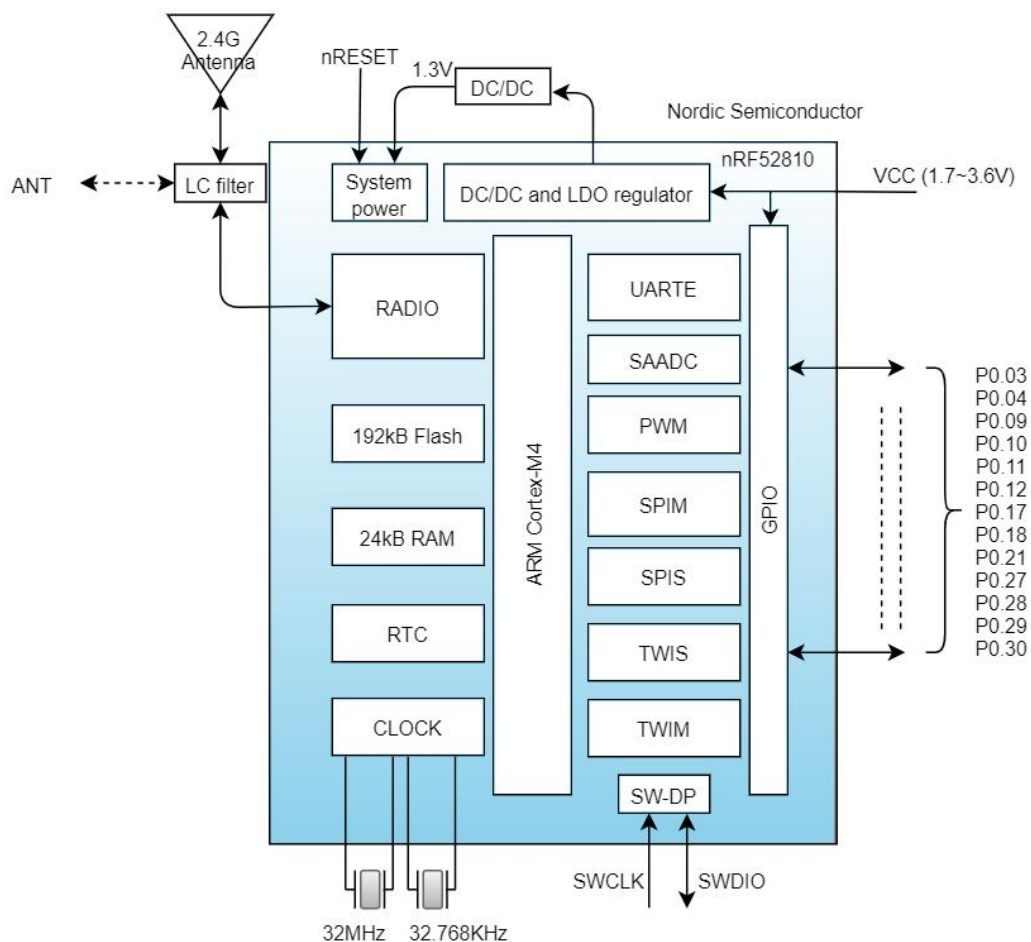 2.4G
Antenna
nRESET
1.3V
DC/DC
Nordic Semiconductor
nRF52810
ANT
LC filter
System
power
DC/DC and LDO regulator
VCC (1.7~3.6V)
RADIO
192kB Flash
24kB RAM
RTC
CLOCK
ARM Cortex-M4
UARTE
SAADC
PWM
SPIM
SPIS
TWIS
TWIM
SW-DP
GPIO
P0.03
P0.04
P0.09
P0.10
P0.11
P0.12
P0.17
P0.18
P0.21
P0.27
P0.28
P0.29
P0.30
SWCLK
SWDIO
32MHz
32.768KHz